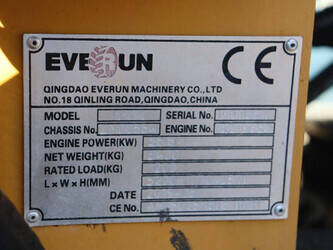 EVERUN CE
QINGDAO EVERUN MACHINERY CO.,LTD
NO.18 QINLING ROAD,QINGDAO,CHINA
MODEL SERIAL No.
CHASSIS No. ENGINE No.
ENGINE POWER(KW)
NET WEIGHT(KG)
RATED LOAD(KG)
L×W×H(MM)
DATE
CE No.